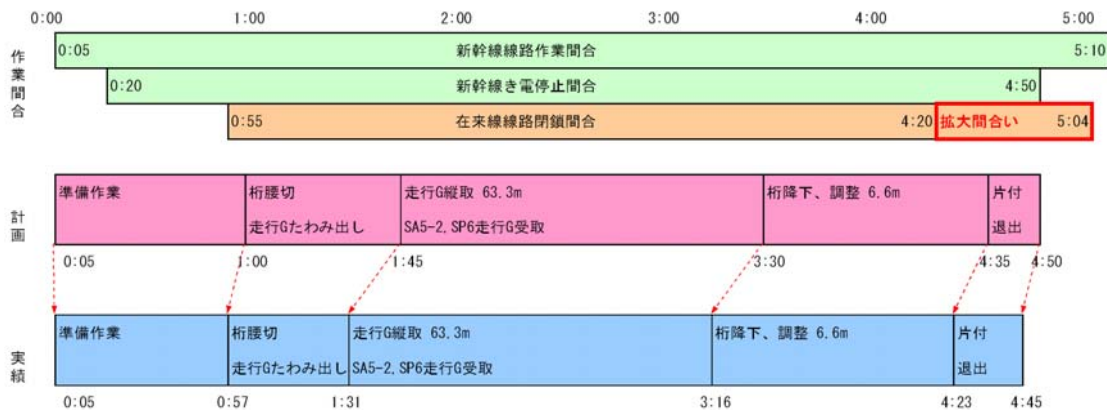 0:00 1:00 2:00 3:00 4:00 5:00
作業間合
0:05 新幹線線路作業間合 5:10
0:20 新幹線き電停止間合 4:50
0:55 在来線線路閉鎖間合 4:20 拡大間合い 5:04
計画
準備作業 桁腰切 走行G縦取 63.3m 桁降下、調整 6.6m 片付
走行Gたわみ出し SA5-2,SP6走行G受取 退出
0:05 1:00 1:45 3:30 4:35 4:50
実績
準備作業 桁腰切 走行G縦取 63.3m 桁降下、調整 6.6m 片付
走行Gたわみ出し SA5-2,SP6走行G受取 退出
0:05 0:57 1:31 3:16 4:23 4:45